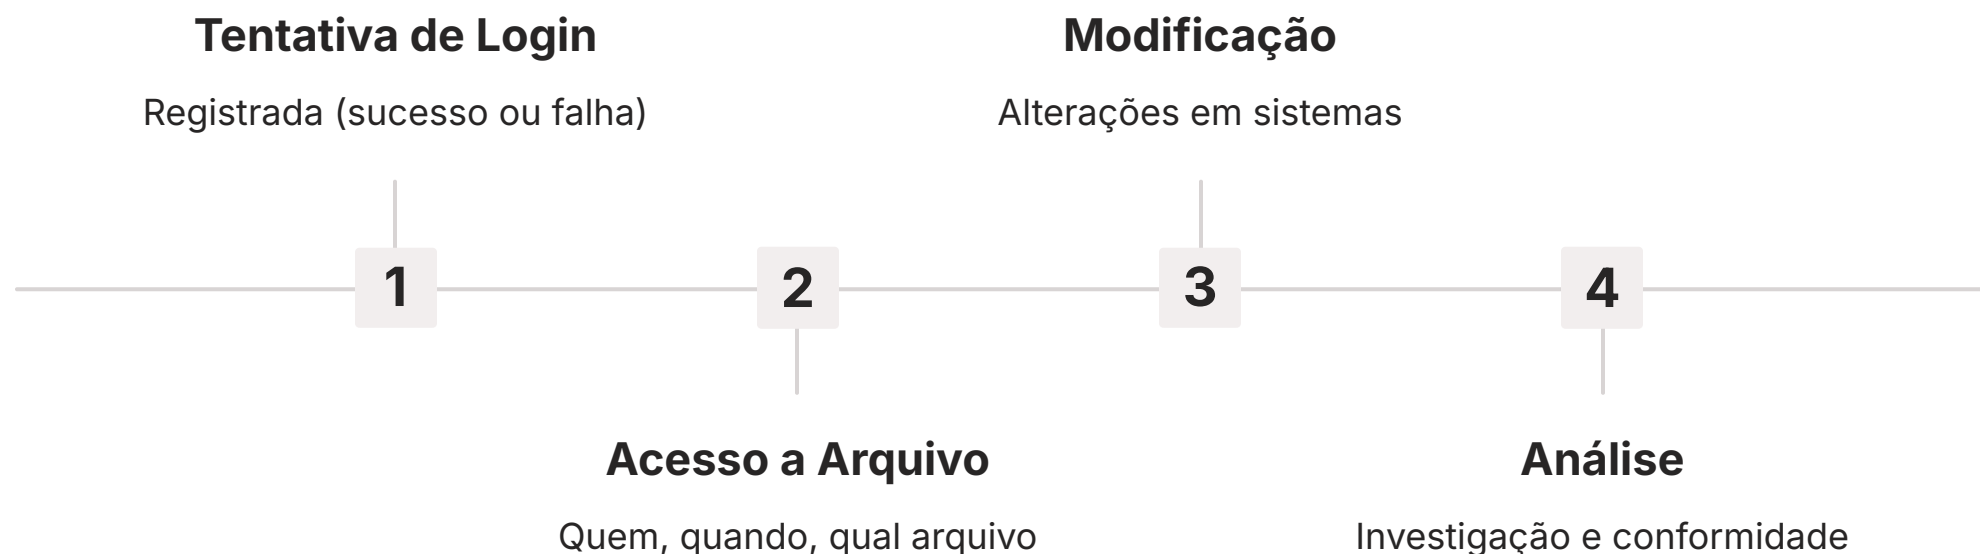 Tentativa de Login
Registrada (sucesso ou falha)
Modificação
Alterações em sistemas
1
2
3
4
Acesso a Arquivo
Quem, quando, qual arquivo
Análise
Investigação e conformidade